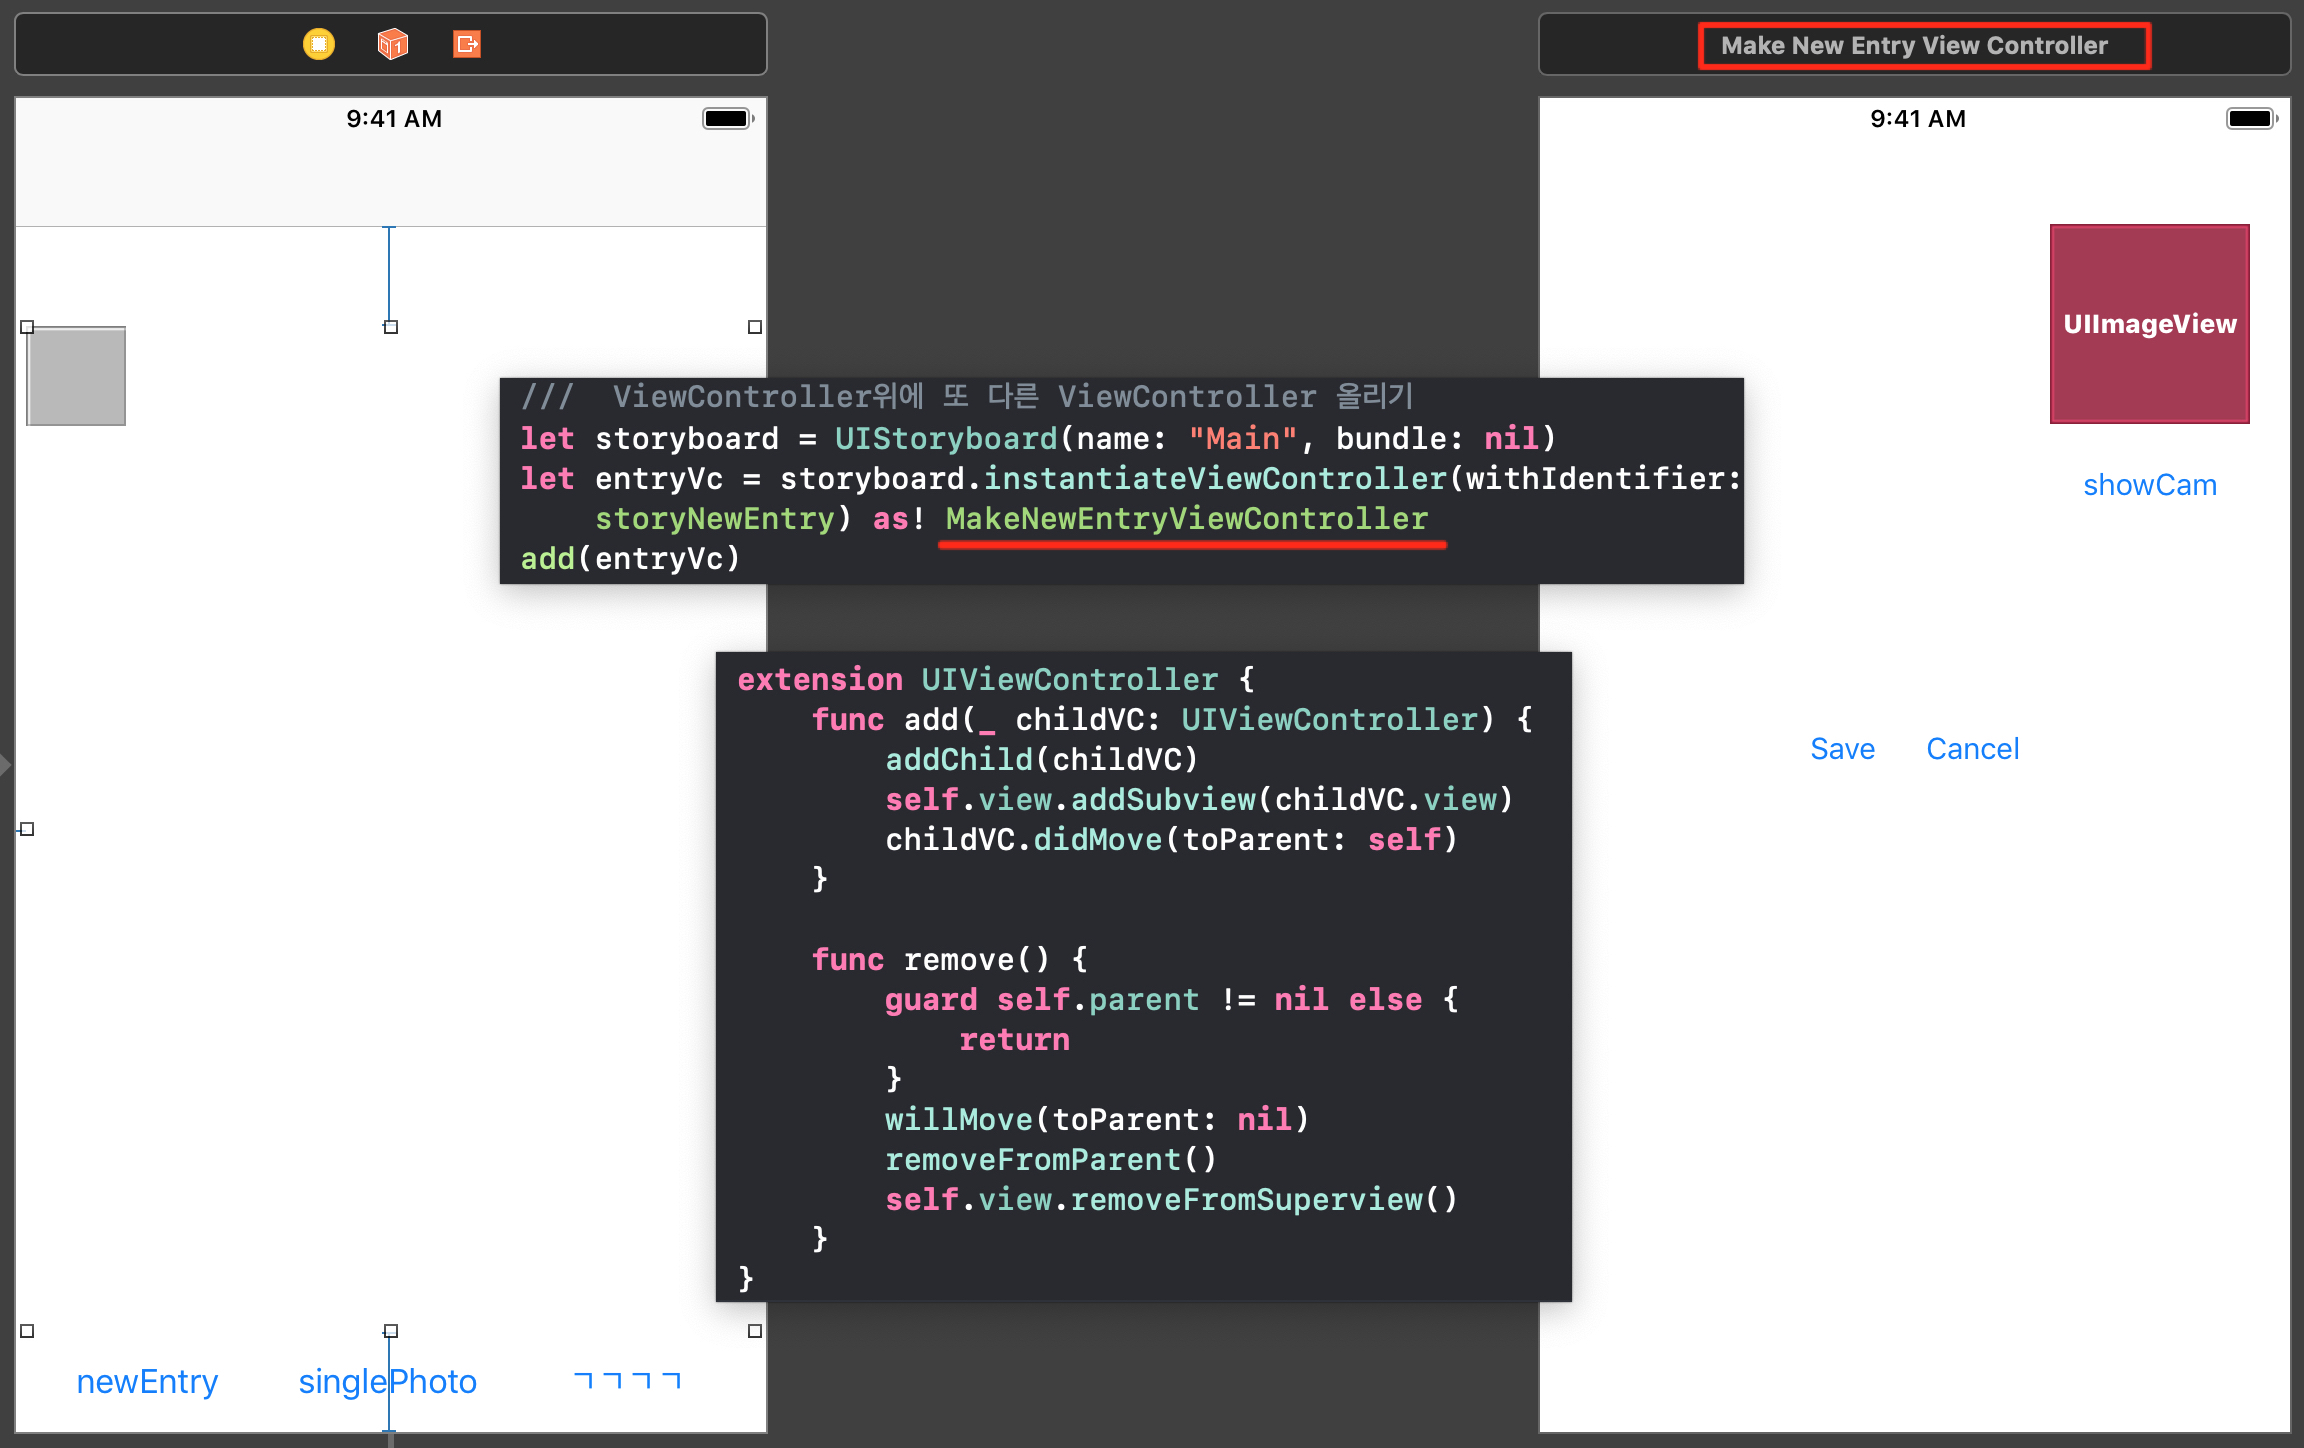 Make New Entry View Controller
9:41 AM
9:41 AM
UIImageView
showCam
/// ViewController위에 또 다른 ViewController 올리기
let storyboard = UIStoryboard(name: "Main", bundle: nil)
let entryVc = storyboard.instantiateViewController(withIdentifier:
storyNewEntry) as! MakeNewEntryViewController
add(entryVc)
extension UIViewController {
func add(_ childVC: UIViewController) {
addChild(childVC)
self.view.addSubview(childVC.view)
childVC.didMove(toParent: self)
}
func remove() {
guard self.parent != nil else {
return
}
willMove(toParent: nil)
removeFromParent()
self.view.removeFromSuperview()
}
}
Save Cancel
newEntry singlePhoto ㄱㄱㄱㄱ